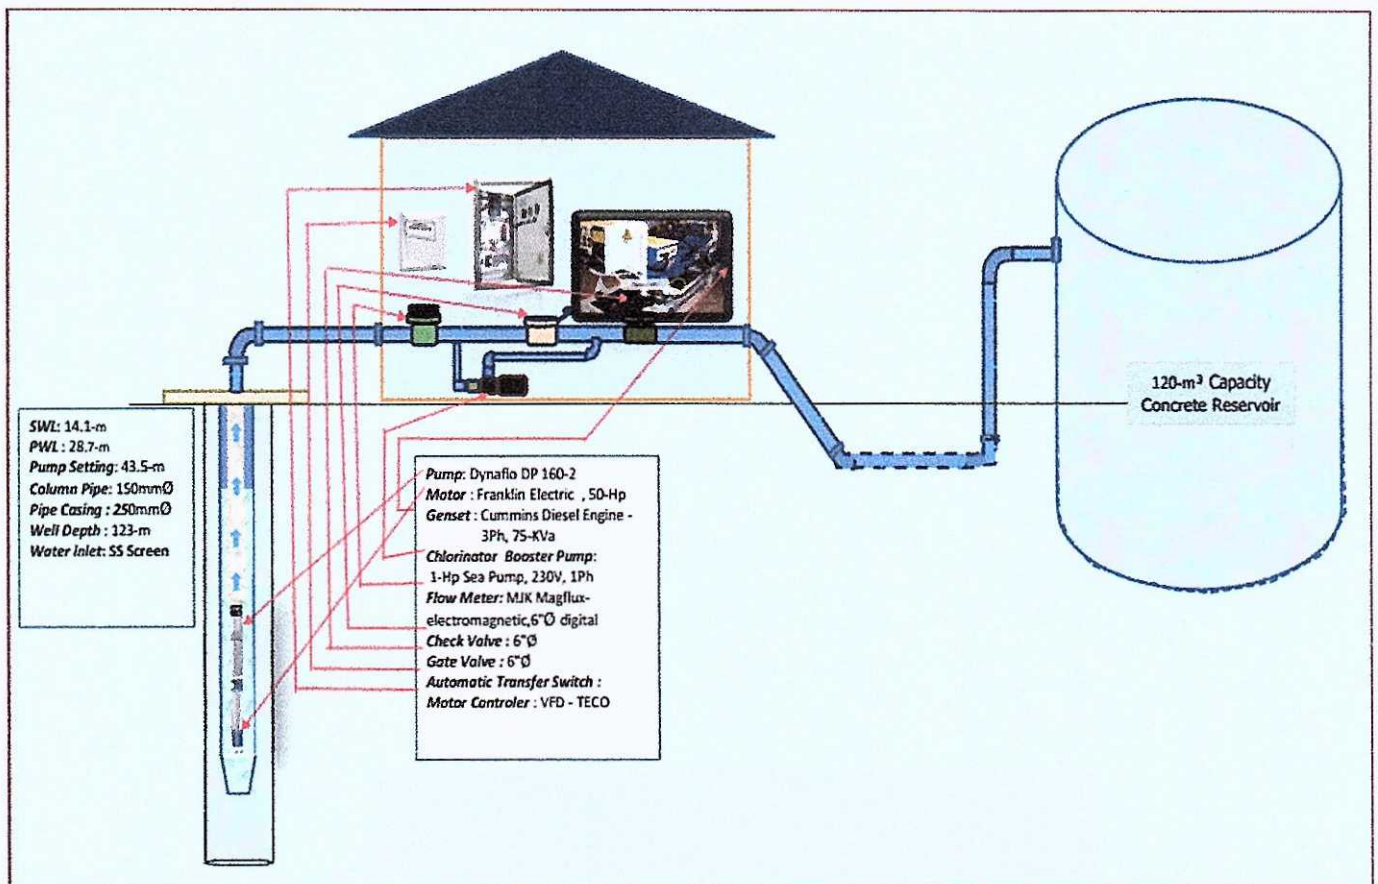 SWL: 14.1-m
PWL : 28.7-m
Pump Setting: 43.5-m
Column Pipe: 150mmØ
Pipe Casing : 250mmØ
Well Depth : 123-m
Water Inlet: SS Screen
Pump: Dynaflo DP 160-2
Motor : Franklin Electric , 50-Hp
Genset : Cummins Diesel Engine -
3Ph, 75-KVa
Chlorinator Booster Pump:
1-Hp Sea Pump, 230V, 1Ph
Flow Meter: MJK Magflux-
electromagnetic,6"Ø digital
Check Valve : 6"Ø
Gate Valve : 6"Ø
Automatic Transfer Switch :
Motor Controler : VFD - TECO
120-m³ Capacity
Concrete Reservoir